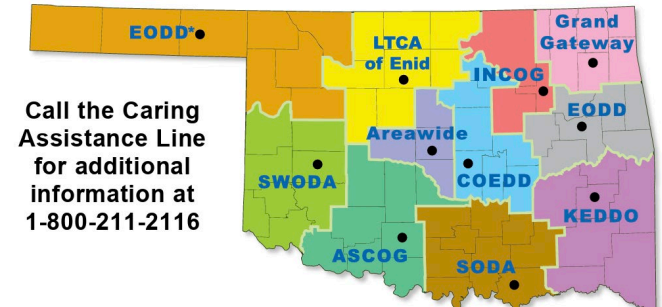 EODD*
LTCA
of Enid
Grand
Gateway
INCOG
EODD
Areawide
Call the Caring
Assistance Line
for additional
information at
1-800-211-2116
SWODA
COEDD
KEDDO
ASCOG
SODA